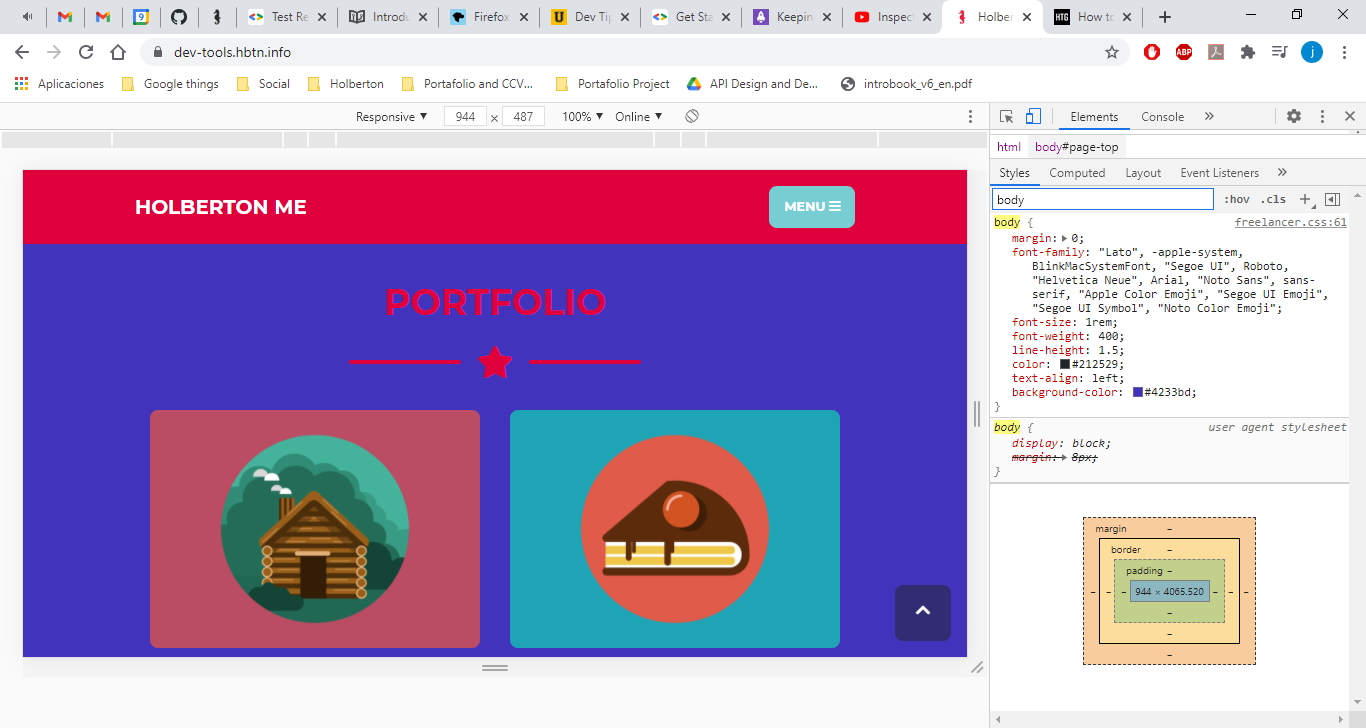 Test Re
Introdu
Firefox
Dev Tip
Get Sta
Keepin
Inspect
Holber
HTG How to
dev-tools.hbtn.info
ABP
j
Aplicaciones
Google things
Social
Holberton
Portafolio and CCV...
Portafolio Project
API Design and De...
introbook_v6_en.pdf
Responsive ▼ 944 × 487 100% ▼ Online ▼
Elements Console »
html body#page-top
Styles Computed Layout Event Listeners »
body :hov .cls +
HOLBERTON ME
MENU
PORTFOLIO
body { freelancer.css:61
margin: 0;
font-family: "Lato", -apple-system,
BlinkMacSystemFont, "Segoe UI", Roboto,
"Helvetica Neue", Arial, "Noto Sans", sans-
serif, "Apple Color Emoji", "Segoe UI Emoji",
"Segoe UI Symbol", "Noto Color Emoji";
font-size: 1rem;
font-weight: 400;
line-height: 1.5;
color: #212529;
text-align: left;
background-color: #4233bd;
}
body { user agent stylesheet
display: block;
margin: 8px;
}
margin –
border –
padding –
– – – 944 × 4065.520 – – –
–
–
–